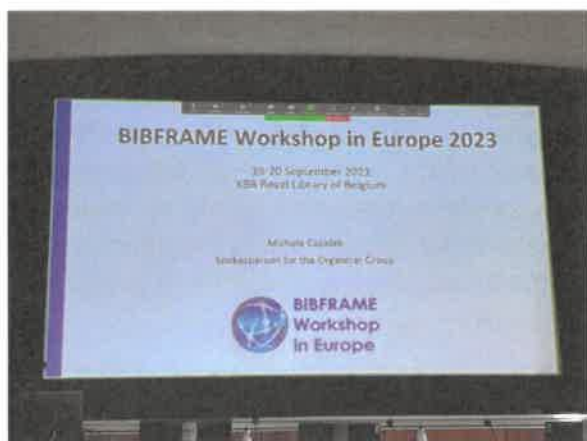 BIBFRAME Workshop in Europe 2023
20 September 2023
KBR Royal Library of Belgium
Spokesperson for the Organizer Group
BIBFRAME
Workshop
in Europe